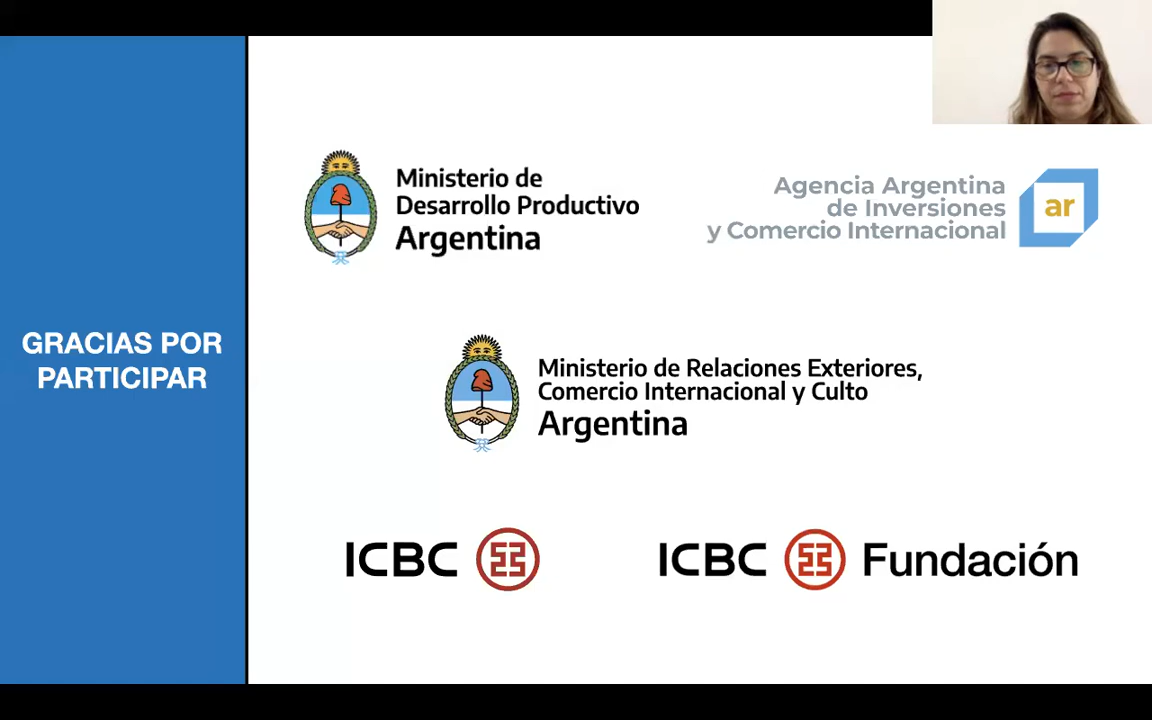 GRACIAS POR
PARTICIPAR
Ministerio de
Desarrollo Productivo
Argentina
Agencia Argentina
de Inversiones
y Comercio Internacional
ar
Ministerio de Relaciones Exteriores,
Comercio Internacional y Culto
Argentina
ICBC
ICBC Fundación